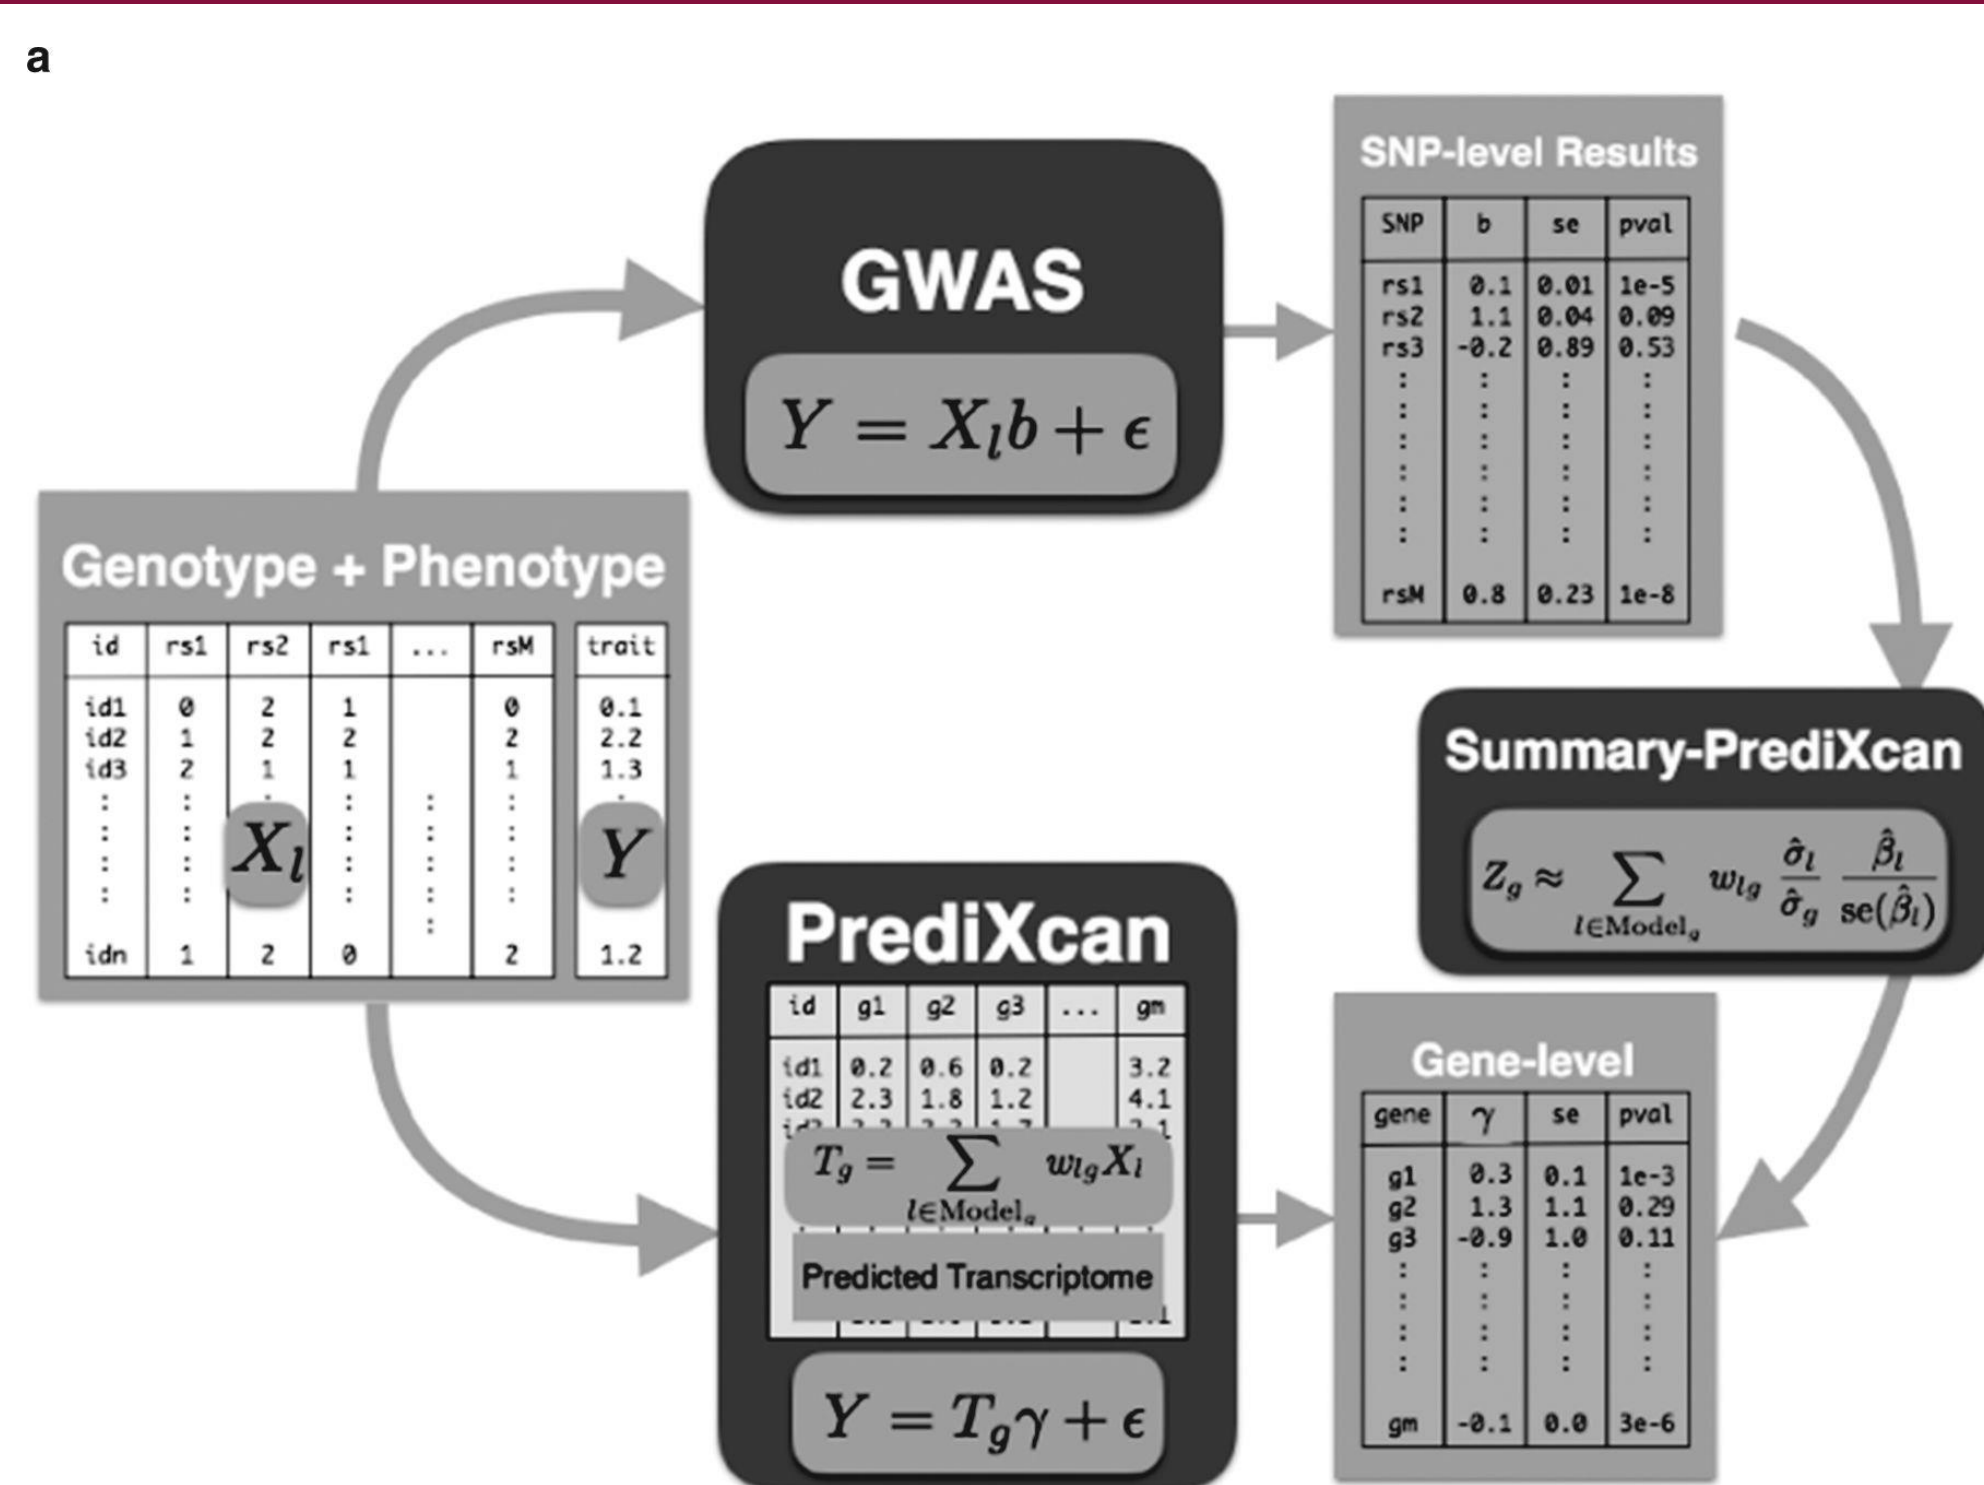 a
GWAS
Y = X_l b + ϵ
SNP-level Results
SNP b se pval
rs1 0.1 0.01 1e-5
rs2 1.1 0.04 0.09
rs3 -0.2 0.89 0.53
: : : :
: : : :
: : : :
: : : :
: : : :
: : : :
rsM 0.8 0.23 1e-8
Genotype + Phenotype
id rs1 rs2 rs1 ... rsM trait
id1 0 2 1 0 0.1
id2 1 2 2 2 2.2
id3 2 1 1 1 1.3
X_l Y
idn 1 2 0 2 1.2
Summary-PrediXcan
Z_g ≈ ∑_{l∈Model_g} w_{lg} σ̂_l/σ̂_g β̂_l/se(β̂_l)
PrediXcan
id g1 g2 g3 ... gm
id1 0.2 0.6 0.2 3.2
id2 2.3 1.8 1.2 4.1
T_g = ∑_{l∈Model_g} w_{lg} X_l
Predicted Transcriptome
Y = T_g γ + ϵ
Gene-level
gene γ se pval
g1 0.3 0.1 1e-3
g2 1.3 1.1 0.29
g3 -0.9 1.0 0.11
: : : :
: : : :
: : : :
: : : :
gm -0.1 0.0 3e-6